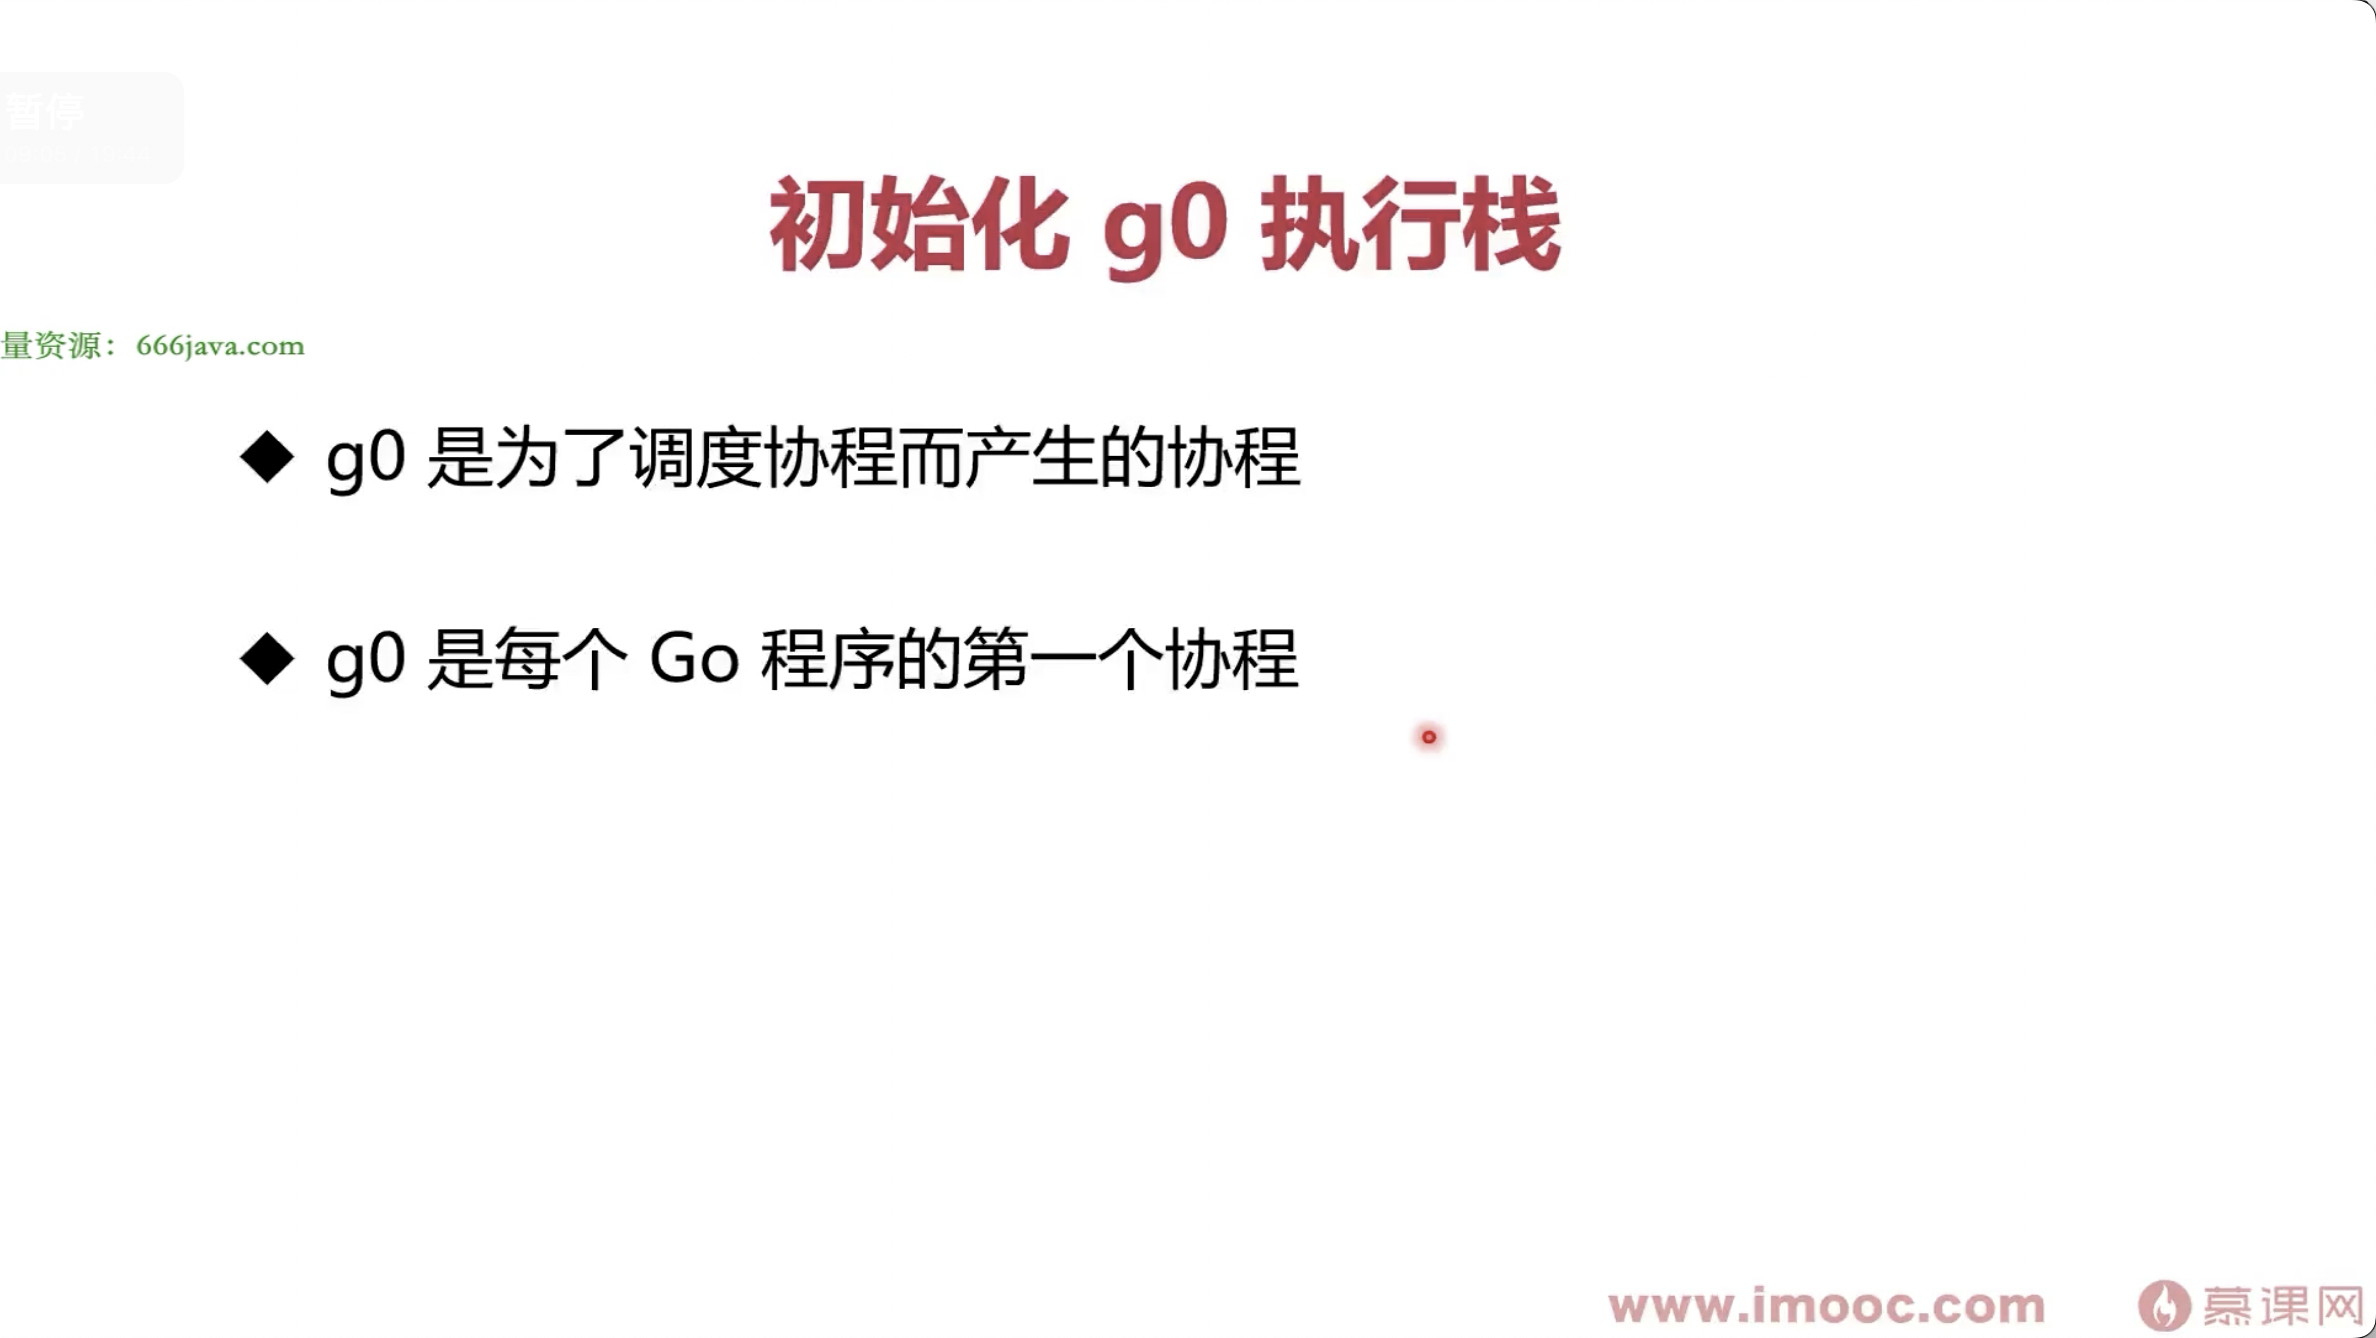 暂停
初始化 g0 执行栈
量资源：666java.com
◆ g0 是为了调度协程而产生的协程
◆ g0 是每个 Go 程序的第一个协程
www.imooc.com 慕课网